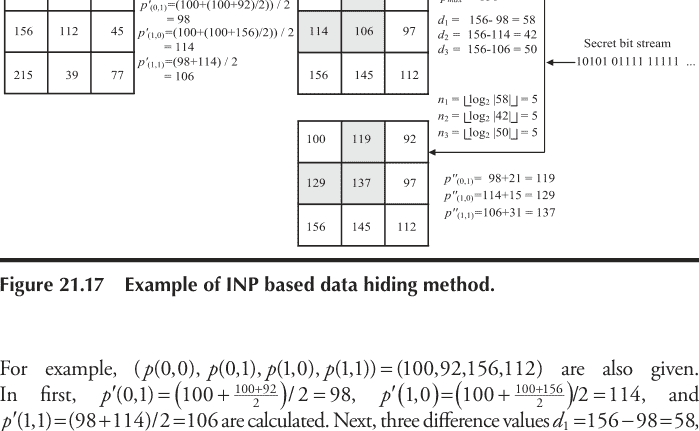 p′(0,1)=(100+(100+92)/2)) / 2
= 98
p′(1,0)=(100+(100+156)/2)) / 2
= 114
p′(1,1)=(98+114) / 2
= 106
156 112 45
215 39 77
114 106 97
156 145 112
d1 = 156- 98 = 58
d2 = 156-114 = 42
d3 = 156-106 = 50
Secret bit stream
10101 01111 11111 ...
n1 = ⌊log2 |58|⌋ = 5
n2 = ⌊log2 |42|⌋ = 5
n3 = ⌊log2 |50|⌋ = 5
100 119 92
129 137 97
156 145 112
p″(0,1)= 98+21 = 119
p″(1,0)=114+15 = 129
p″(1,1)=106+31 = 137
Figure 21.17 Example of INP based data hiding method.
For example, (p(0,0), p(0,1), p(1,0), p(1,1)) = (100,92,156,112) are also given.
In first, p′(0,1) = (100 + (100+92)/2)/2 = 98, p′(1,0) = (100 + (100+156)/2)/2 = 114, and
p′(1,1) = (98+114)/2 = 106 are calculated. Next, three difference values d1 = 156 − 98 = 58,